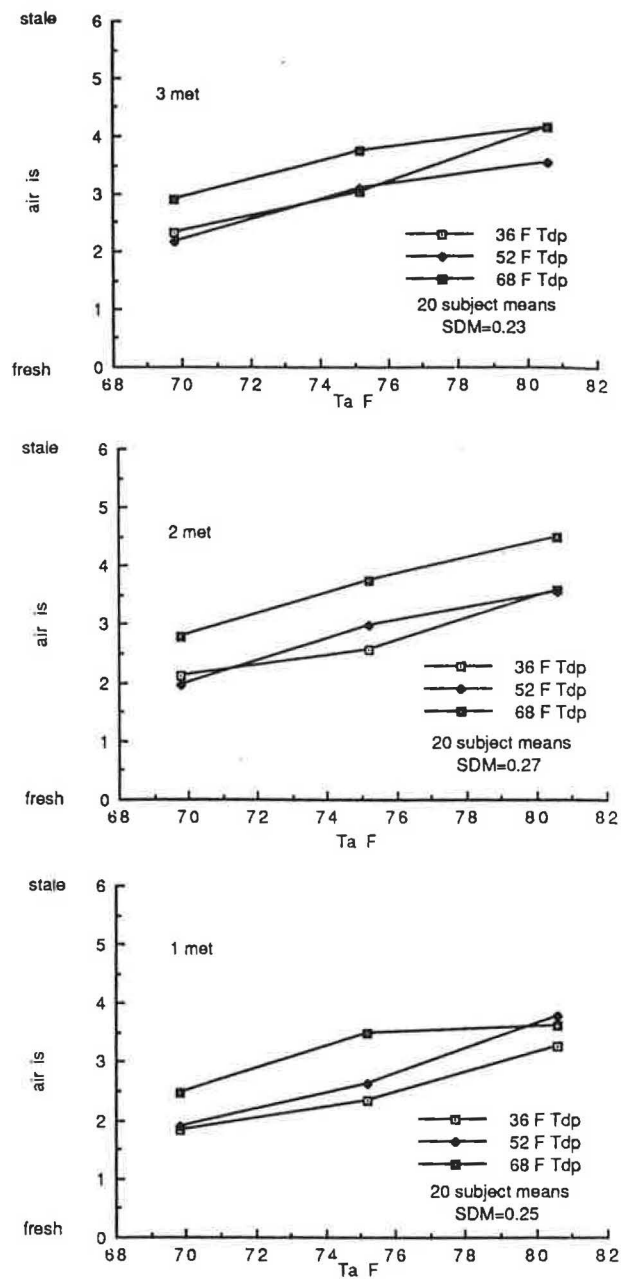 stale
6
5
3 met
4
air is
3
36 F Tdp
52 F Tdp
2
68 F Tdp
20 subject means
1
SDM=0.23
fresh
0
68 70 72 74 76 78 80 82
Ta F
stale
6
5
2 met
4
air is
3
36 F Tdp
52 F Tdp
2
68 F Tdp
1
20 subject means
SDM=0.27
fresh
0
68 70 72 74 76 78 80 82
Ta F
stale
6
5
1 met
4
air is
3
36 F Tdp
2
52 F Tdp
68 F Tdp
1
20 subject means
SDM=0.25
fresh
0
68 70 72 74 76 78 80 82
Ta F